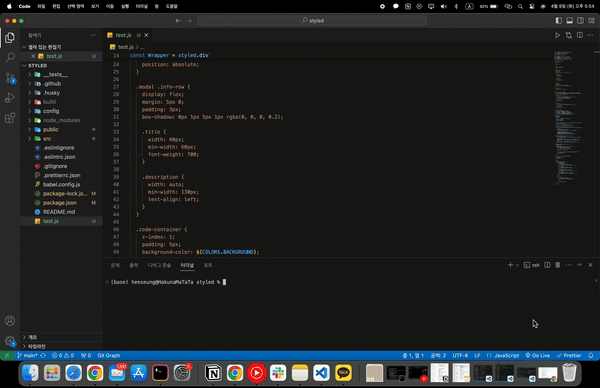 Code 파일 편집 선택 영역 보기 이동 실행 터미널 창 도움말
92%
4월 9일 (화) 오후 5:54
styled
탐색기
열려 있는 편집기
test.js U
STYLED
__tests__
.github
.husky
build
config
node_modules
public
src
.eslintignore
.eslintrc.json
.gitignore
.prettierrc.json
babel.config.js
package-lock.js... M
package.json M
README.md
test.js U
개요
타임라인
test.js U
test.js > ...
14 const Wrapper = styled.div`
24 position: absolute;
25 }
26
27 .modal .info-row {
28 display: flex;
29 margin: 5px 0;
30 padding: 3px;
31 box-shadow: 0px 1px 5px 1px rgba(0, 0, 0, 0.2);
32
33 .title {
34 width: 60px;
35 min-width: 60px;
36 font-weight: 700;
37 }
38
39 .description {
40 width: auto;
41 min-width: 130px;
42 text-align: left;
43 }
44 }
45
46 .code-container {
47 z-index: 1;
48 padding: 5px;
49 background-color: ${COLORS.BACKGROUND};
문제 출력 디버그 콘솔 터미널 포트
zsh
(base) heeseung@HakunaMaTaTa styled %
main* 0 0 0 Git Graph
줄 1, 열 1 공백: 2 UTF-8 LF {} JavaScript Go Live Prettier